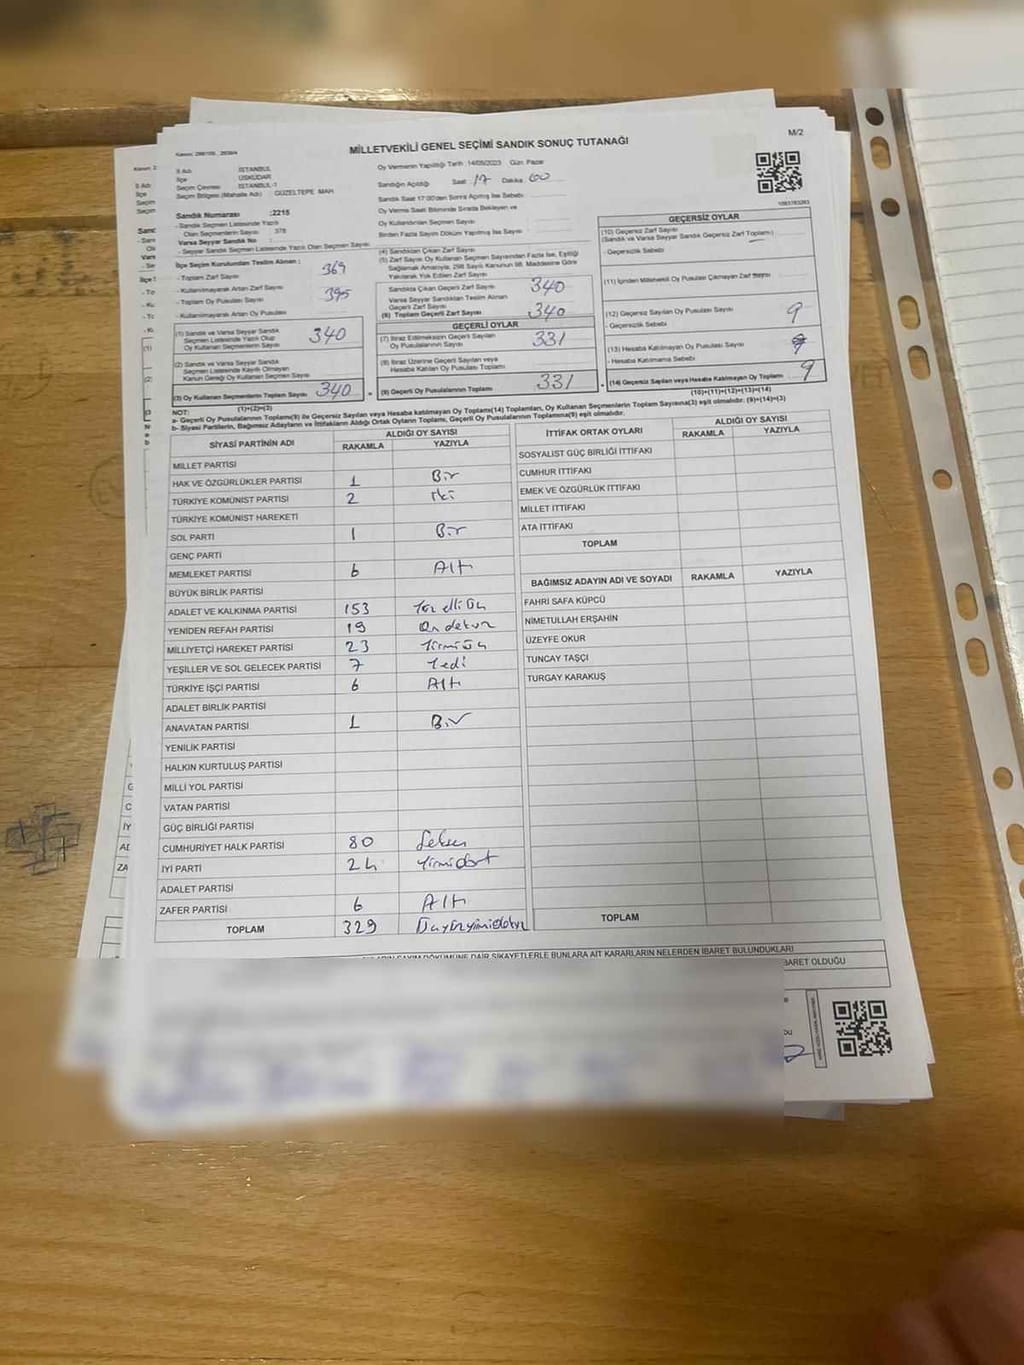 M/2
MİLLETVEKİLİ GENEL SEÇİMİ SANDIK SONUÇ TUTANAĞI
İl Adı : İSTANBUL
İlçe : ÜSKÜDAR
Seçim Çevresi : İSTANBUL-1
Seçim Bölgesi (Mahalle Adı) : GÜZELTEPE MAH.
Sandık Numarası :2215
- Sandık Seçmen Listesinde Yazılı Olan Seçmenlerin Sayısı : 378
Varsa Seyyar Sandık No :
- Seyyar Sandık Seçmen Listesinde Yazılı Olan Seçmen Sayısı
İlçe Seçim Kurulundan Teslim Alınan :
- Toplam Zarf Sayısı 369
- Kullanılmayarak Artan Zarf Sayısı
- Toplam Oy Pusulası Sayısı 395
- Kullanılmayarak Artan Oy Pusulası
(1) Sandık ve Varsa Seyyar Sandık Seçmen Listesinde Yazılı Olup Oy Kullanan Seçmenlerin Sayısı 340
(2) Sandık ve Varsa Seyyar Sandık Seçmen Listesinde Kayıtlı Olmayan Kanun Gereği Oy Kullanan Seçmen Sayısı
(3) Oy Kullanan Seçmenlerin Toplam Sayısı (1)+(2)=(3) 340
Oy Vermenin Yapıldığı Tarih :14/05/2023 Gün Pazar
Sandığın Açıldığı Saat : 17 Dakika 00
Sandık Saat 17:00'den Sonra Açılmış İse Sebebi
Oy Verme Saati Bitiminde Sırada Bekleyen ve
Oy Kullandırılan Seçmen Sayısı
Birden Fazla Sayım Döküm Yapılmış İse Sayısı :
(4) Sandıktan Çıkan Zarf Sayısı
(5) Zarf Sayısı Oy Kullanan Seçmen Sayısından Fazla İse, Eşitliği Sağlamak Amacıyla, 298 Sayılı Kanunun 98. Maddesine Göre Yakılarak Yok Edilen Zarf Sayısı
Sandıkta Çıkan Geçerli Zarf Sayısı 340
Varsa Seyyar Sandıktan Teslim Alınan Geçerli Zarf Sayısı
(6) Toplam Geçerli Zarf Sayısı 340
GEÇERLİ OYLAR
(7) İtiraz Edilmeksizin Geçerli Sayılan Oy Pusulalarının Sayısı 331
(8) İtiraz Üzerine Geçerli Sayılan veya Hesaba Katılan Oy Pusulası Toplamı
(9) Geçerli Oy Pusulalarının Toplamı 331
1093783283
GEÇERSİZ OYLAR
(10) Geçersiz Zarf Sayısı
(Sandık ve Varsa Seyyar Sandık Geçersiz Zarf Toplamı)
- Geçersizlik Sebebi
(11) İçinden Milletvekili Oy Pusulası Çıkmayan Zarf Sayısı
(12) Geçersiz Sayılan Oy Pusulası Sayısı 9
- Geçersizlik Sebebi
(13) Hesaba Katılmayan Oy Pusulası Sayısı
- Hesaba Katılmama Sebebi
(14) Geçersiz Sayılan veya Hesaba Katılmayan Oy Toplamı 9
(10)+(11)+(12)+(13)=(14)
NOT:
a- Geçerli Oy Pusulalarının Toplamı(9) ile Geçersiz Sayılan veya Hesaba katılmayan Oy Toplamı(14) Toplamları, Oy Kullanan Seçmenlerin Toplam Sayısına(3) eşit olmalıdır. (9)+(14)=(3)
b- Siyasi Partilerin, Bağımsız Adayların ve İttifakların Aldığı Ortak Oyların Toplamı, Geçerli Oy Pusulalarının Toplamına(9) eşit olmalıdır.
SİYASİ PARTİNİN ADI ALDIĞI OY SAYISI
RAKAMLA YAZIYLA
MİLLET PARTİSİ
HAK VE ÖZGÜRLÜKLER PARTİSİ 1 Bir
TÜRKİYE KOMÜNİST PARTİSİ 2 iki
TÜRKİYE KOMÜNİST HAREKETİ
SOL PARTİ 1 Bir
GENÇ PARTİ
MEMLEKET PARTİSİ 6 Altı
BÜYÜK BİRLİK PARTİSİ
ADALET VE KALKINMA PARTİSİ 153 Yüz elli üç
YENİDEN REFAH PARTİSİ 19 On dokuz
MİLLİYETÇİ HAREKET PARTİSİ 23 Yirmi üç
YEŞİLLER VE SOL GELECEK PARTİSİ 7 Yedi
TÜRKİYE İŞÇİ PARTİSİ 6 Altı
ADALET BİRLİK PARTİSİ
ANAVATAN PARTİSİ 1 Bir
YENİLİK PARTİSİ
HALKIN KURTULUŞ PARTİSİ
MİLLİ YOL PARTİSİ
VATAN PARTİSİ
GÜÇ BİRLİĞİ PARTİSİ
CUMHURİYET HALK PARTİSİ 80 Seksen
İYİ PARTİ 24 Yirmidört
ADALET PARTİSİ
ZAFER PARTİSİ 6 Altı
TOPLAM 329 Üçyüzyirmidokuz
İTTİFAK ORTAK OYLARI ALDIĞI OY SAYISI
RAKAMLA YAZIYLA
SOSYALİST GÜÇ BİRLİĞİ İTTİFAKI
CUMHUR İTTİFAKI
EMEK VE ÖZGÜRLÜK İTTİFAKI
MİLLET İTTİFAKI
ATA İTTİFAKI
TOPLAM
BAĞIMSIZ ADAYIN ADI VE SOYADI RAKAMLA YAZIYLA
FAHRİ SAFA KÜPCÜ
NİMETULLAH ERŞAHİN
ÜZEYFE OKUR
TUNCAY TAŞÇI
TURGAY KARAKUŞ
TOPLAM
SAYIM DÖKÜMÜNE DAİR ŞİKAYETLERLE BUNLARA AİT KARARLARIN NELERDEN İBARET BULUNDUKLARI
OLDUĞU